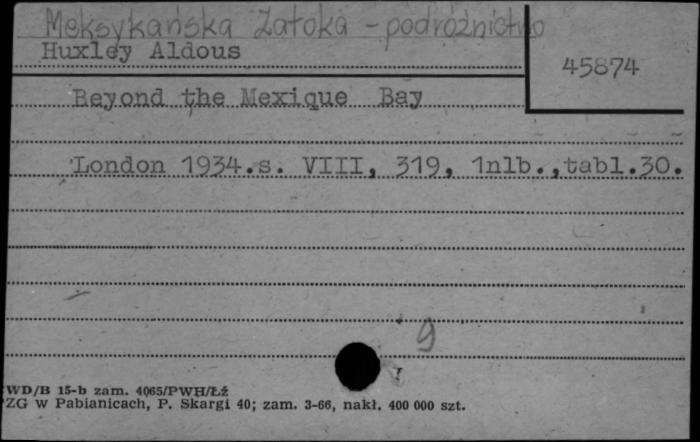 Meksykańska Zatoka - podróżnictwo
Huxley Aldous
45874
Beyond the Mexique Bay
London 1934.s. VIII, 319, 1nlb.,tabl.30.
9
WD/B 15-b zam. 4065/PWH/Łź
ZG w Pabianicach, P. Skargi 40; zam. 3-66, nakł. 400 000 szt.